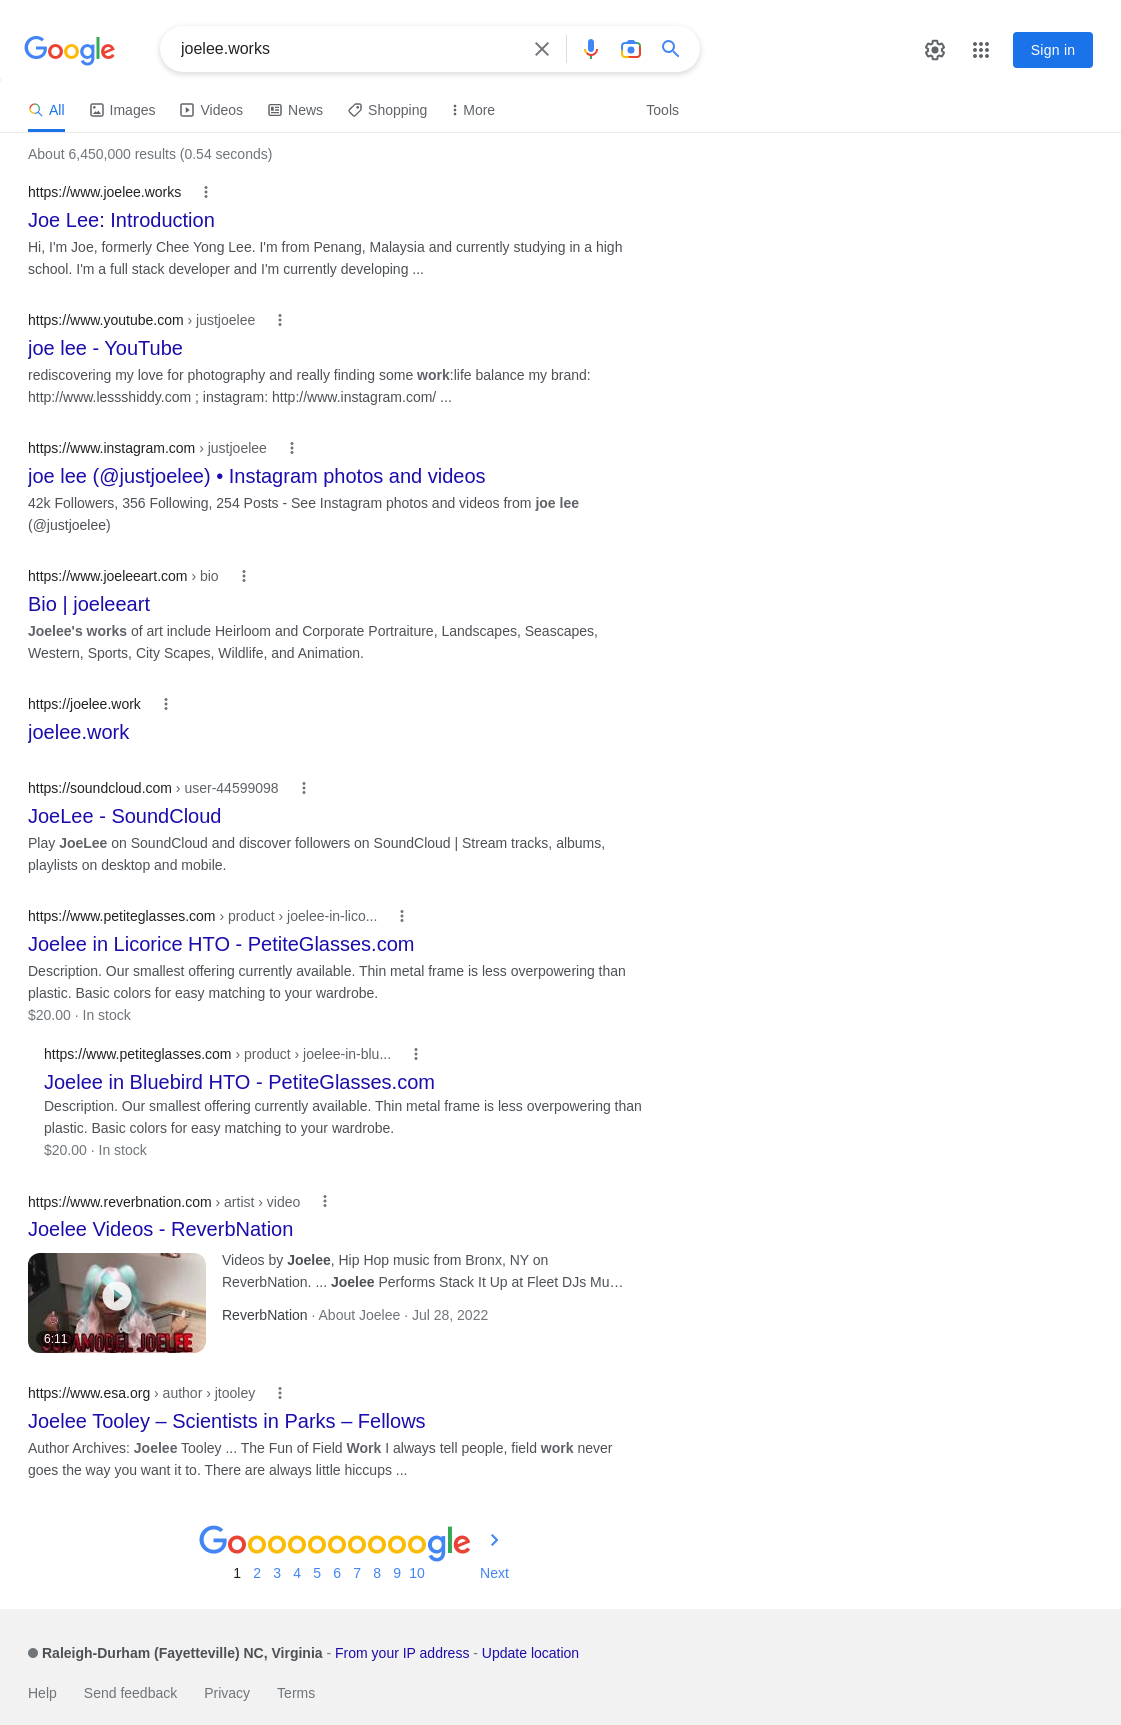 Google
joelee.works
Sign in
All Images Videos News Shopping More Tools
About 6,450,000 results (0.54 seconds)
https://www.joelee.works
Joe Lee: Introduction
Hi, I'm Joe, formerly Chee Yong Lee. I'm from Penang, Malaysia and currently studying in a high
school. I'm a full stack developer and I'm currently developing ...
https://www.youtube.com › justjoelee
joe lee - YouTube
rediscovering my love for photography and really finding some work:life balance my brand:
http://www.lessshiddy.com ; instagram: http://www.instagram.com/ ...
https://www.instagram.com › justjoelee
joe lee (@justjoelee) • Instagram photos and videos
42k Followers, 356 Following, 254 Posts - See Instagram photos and videos from joe lee
(@justjoelee)
https://www.joeleeart.com › bio
Bio | joeleeart
Joelee's works of art include Heirloom and Corporate Portraiture, Landscapes, Seascapes,
Western, Sports, City Scapes, Wildlife, and Animation.
https://joelee.work
joelee.work
https://soundcloud.com › user-44599098
JoeLee - SoundCloud
Play JoeLee on SoundCloud and discover followers on SoundCloud | Stream tracks, albums,
playlists on desktop and mobile.
https://www.petiteglasses.com › product › joelee-in-lico...
Joelee in Licorice HTO - PetiteGlasses.com
Description. Our smallest offering currently available. Thin metal frame is less overpowering than
plastic. Basic colors for easy matching to your wardrobe.
$20.00 · In stock
https://www.petiteglasses.com › product › joelee-in-blu...
Joelee in Bluebird HTO - PetiteGlasses.com
Description. Our smallest offering currently available. Thin metal frame is less overpowering than
plastic. Basic colors for easy matching to your wardrobe.
$20.00 · In stock
https://www.reverbnation.com › artist › video
Joelee Videos - ReverbNation
Videos by Joelee, Hip Hop music from Bronx, NY on
ReverbNation. ... Joelee Performs Stack It Up at Fleet DJs Mu…
ReverbNation · About Joelee · Jul 28, 2022
6:11
JOELEE
https://www.esa.org › author › jtooley
Joelee Tooley – Scientists in Parks – Fellows
Author Archives: Joelee Tooley ... The Fun of Field Work I always tell people, field work never
goes the way you want it to. There are always little hiccups ...
Goooooooooogle
1 2 3 4 5 6 7 8 9 10 Next
Raleigh-Durham (Fayetteville) NC, Virginia - From your IP address - Update location
Help Send feedback Privacy Terms